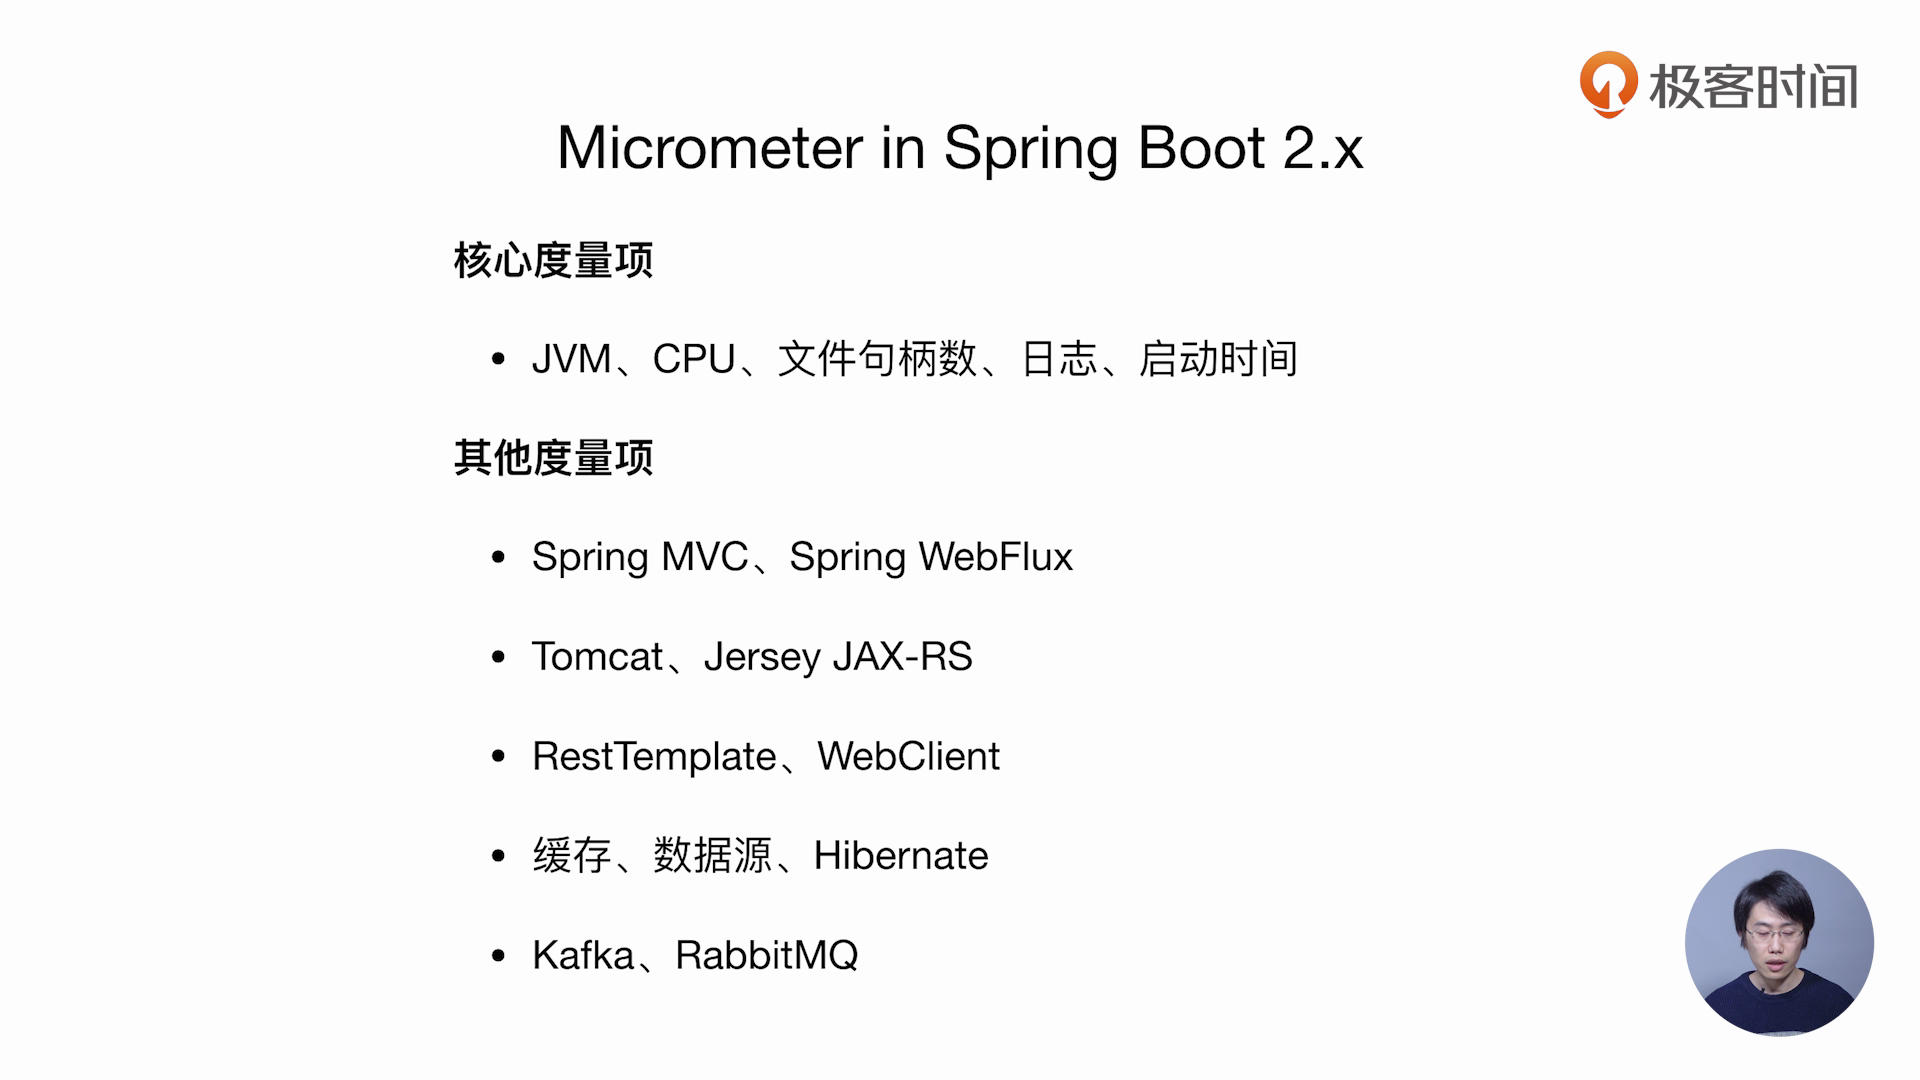 极客时间
Micrometer in Spring Boot 2.x
核心度量项
• JVM、CPU、文件句柄数、日志、启动时间
其他度量项
• Spring MVC、Spring WebFlux
• Tomcat、Jersey JAX-RS
• RestTemplate、WebClient
• 缓存、数据源、Hibernate
• Kafka、RabbitMQ